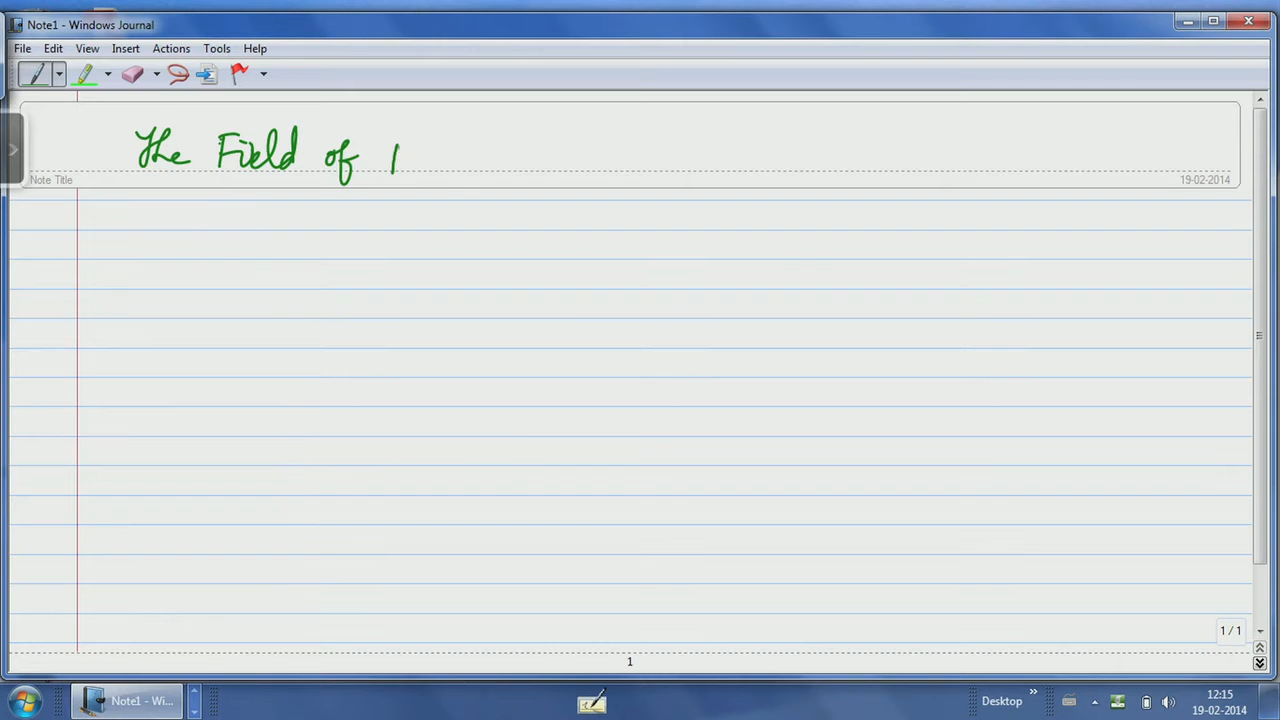 Note1 - Windows Journal
File Edit View Insert Actions Tools Help
The Field of
Note Title
19-02-2014
1 / 1
1
Note1 - Wi...
Desktop
12:15
19-02-2014